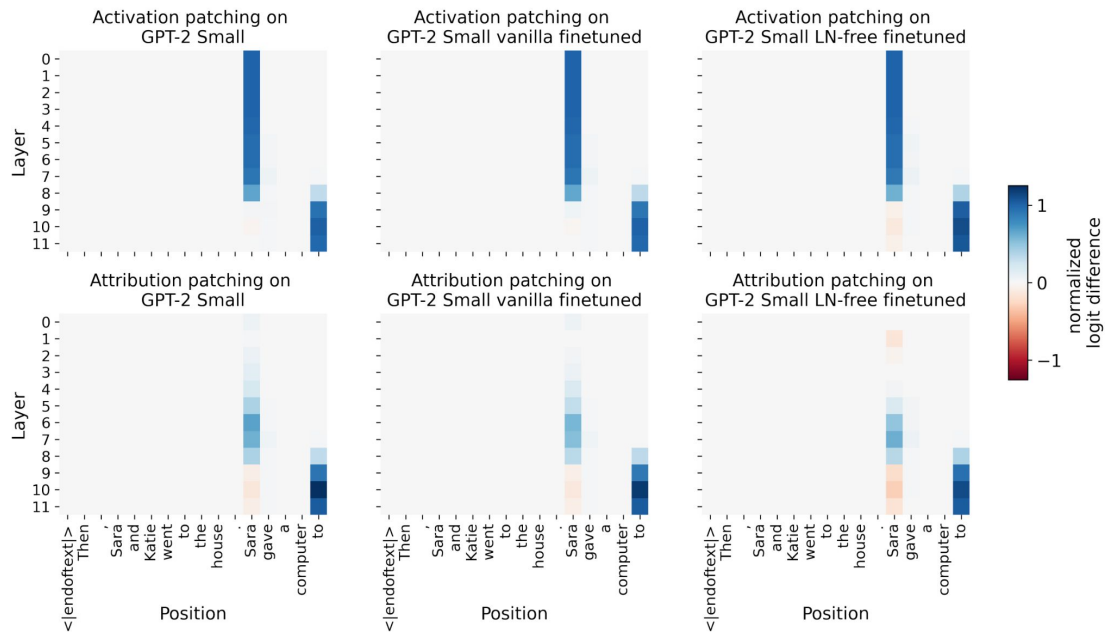 Activation patching on
GPT-2 Small
Activation patching on
GPT-2 Small vanilla finetuned
Activation patching on
GPT-2 Small LN-free finetuned
Layer
0
1
2
3
4
5
6
7
8
9
10
11
Attribution patching on
GPT-2 Small
Attribution patching on
GPT-2 Small vanilla finetuned
Attribution patching on
GPT-2 Small LN-free finetuned
Layer
0
1
2
3
4
5
6
7
8
9
10
11
1
0
−1
normalized
logit difference
<|endoftext|>
Then
,
Sara
and
Katie
went
to
the
house
.
Sara
gave
a
computer
to
<|endoftext|>
Then
,
Sara
and
Katie
went
to
the
house
.
Sara
gave
a
computer
to
<|endoftext|>
Then
,
Sara
and
Katie
went
to
the
house
.
Sara
gave
a
computer
to
Position
Position
Position